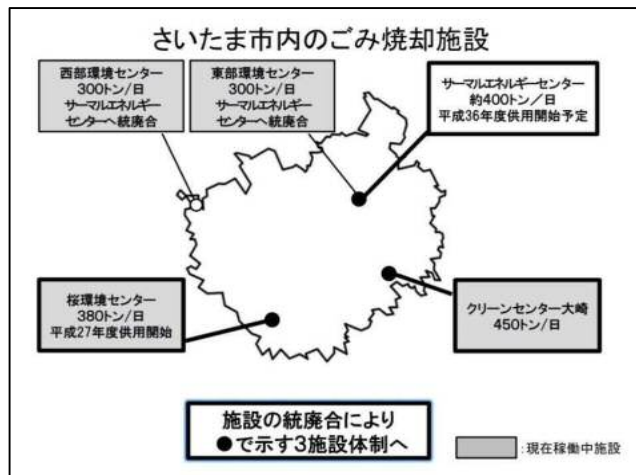 さいたま市内のごみ焼却施設
西部環境センター
300トン/日
サーマルエネルギー
センターへ統廃合
東部環境センター
300トン/日
サーマルエネルギー
センターへ統廃合
サーマルエネルギーセンター
約400トン／日
平成36年度供用開始予定
桜環境センター
380トン/日
平成27年度供用開始
クリーンセンター大崎
450トン/日
施設の統廃合により
●で示す3施設体制へ
:現在稼働中施設